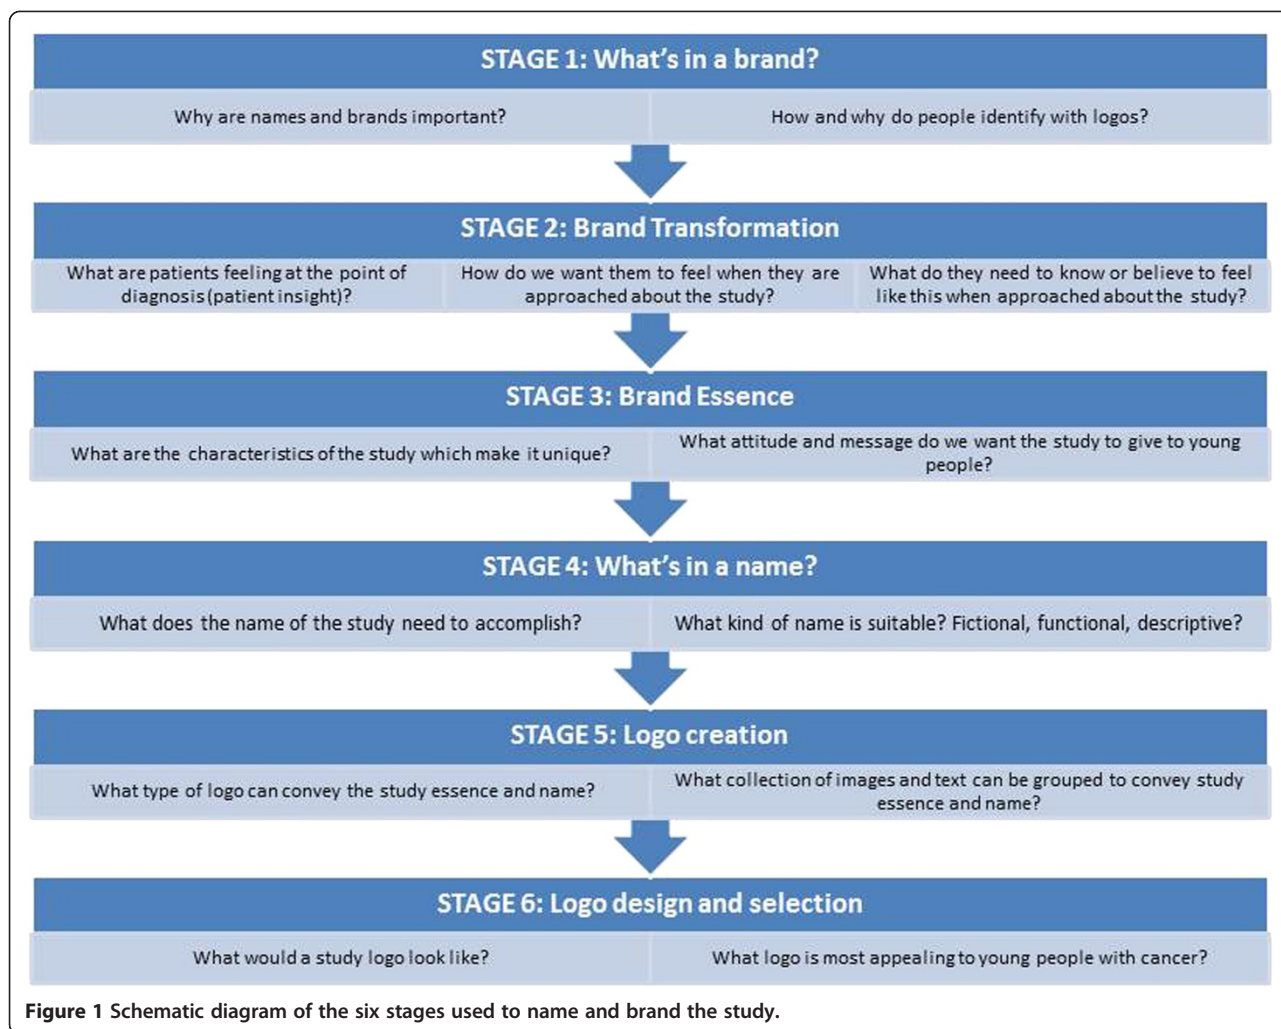 STAGE 1: What's in a brand?
Why are names and brands important?
How and why do people identify with logos?
STAGE 2: Brand Transformation
What are patients feeling at the point of
diagnosis (patient insight)?
How do we want them to feel when they are
approached about the study?
What do they need to know or believe to feel
like this when approached about the study?
STAGE 3: Brand Essence
What are the characteristics of the study which make it unique?
What attitude and message do we want the study to give to young
people?
STAGE 4: What's in a name?
What does the name of the study need to accomplish?
What kind of name is suitable? Fictional, functional, descriptive?
STAGE 5: Logo creation
What type of logo can convey the study essence and name?
What collection of images and text can be grouped to convey study
essence and name?
STAGE 6: Logo design and selection
What would a study logo look like?
What logo is most appealing to young people with cancer?
Figure 1 Schematic diagram of the six stages used to name and brand the study.